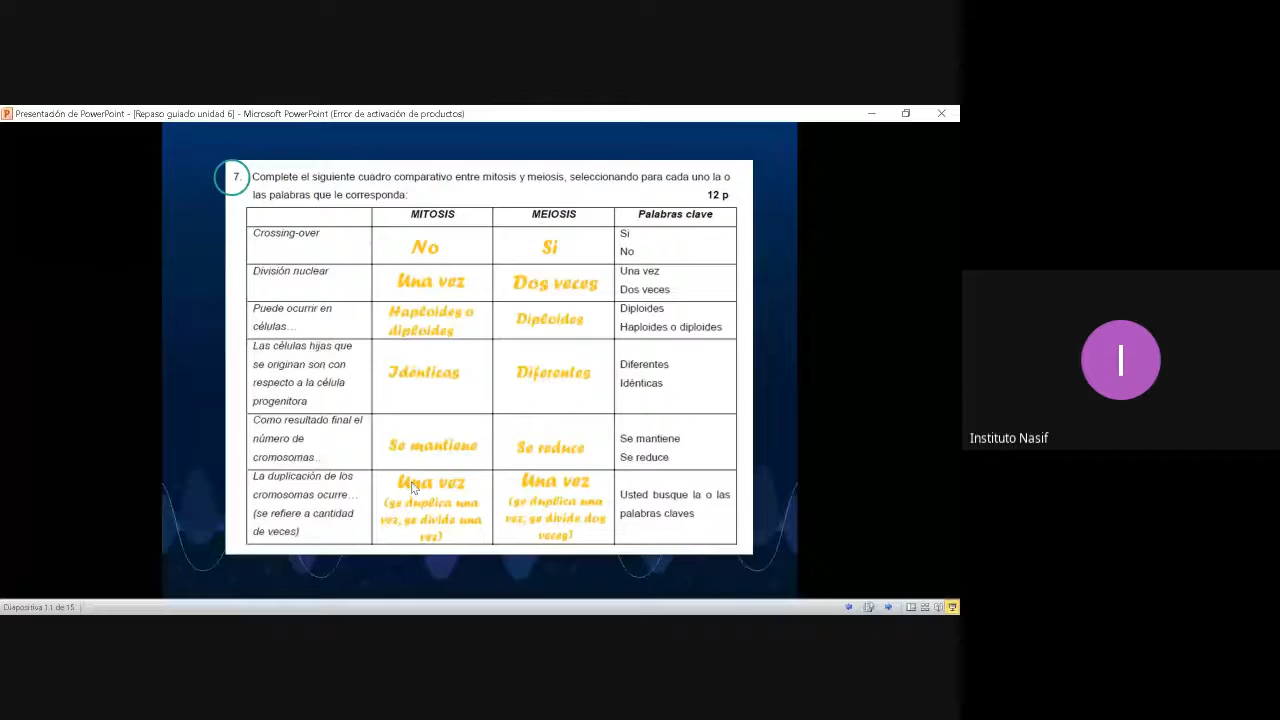 Presentación de PowerPoint - [Repaso guiado unidad 6] - Microsoft PowerPoint (Error de activación de productos)
7. Complete el siguiente cuadro comparativo entre mitosis y meiosis, seleccionando para cada uno la o
las palabras que le corresponda: 12 p
MITOSIS MEIOSIS Palabras clave
Crossing-over No Si Si
No
División nuclear Una vez Dos veces Una vez
Dos veces
Puede ocurrir en Haploides o Diploides Diploides
células… diploides Haploides o diploides
Las células hijas que
se originan son con Idénticas Diferentes Diferentes
respecto a la célula Idénticas
progenitora
Como resultado final el
número de Se mantiene Se reduce Se mantiene
cromosomas.. Se reduce
La duplicación de los Una vez Una vez
cromosomas ocurre… (se duplica una (se duplica una Usted busque la o las
(se refiere a cantidad vez, se divide una vez, se divide dos palabras claves
de veces) vez) veces)
Diapositiva 11 de 15
I
Instituto Nasif